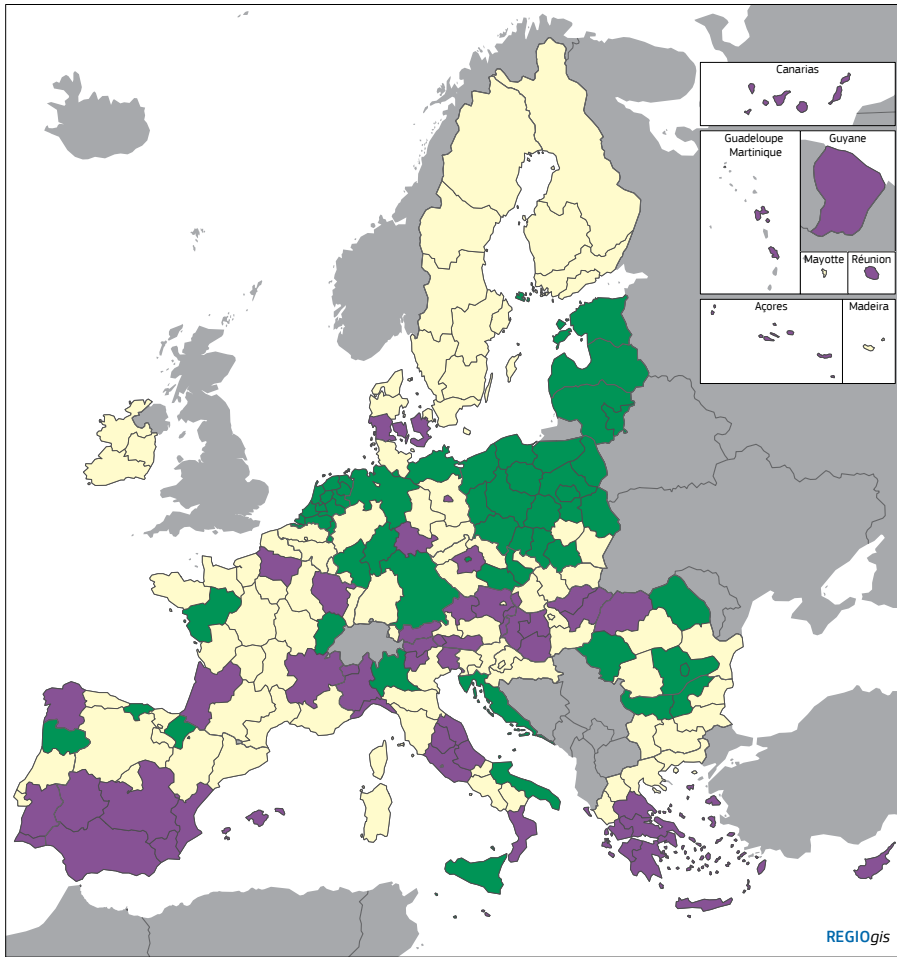 Canarias
Guadeloupe
Martinique
Guyane
Mayotte
Réunion
Açores
Madeira
REGIOgis